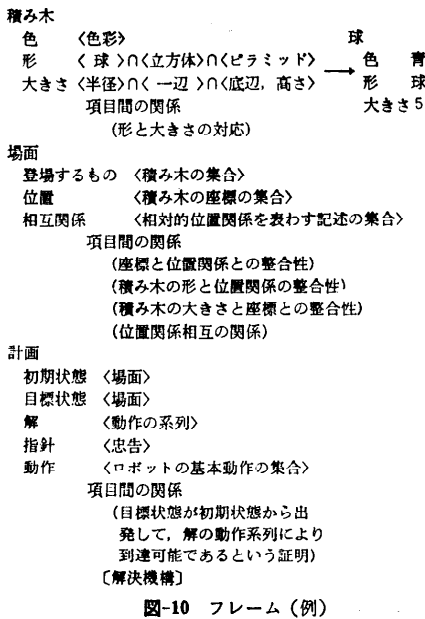 積み木
色 〈色彩〉 球
形 〈 球 〉∩〈立方体〉∩〈ピラミッド〉 → 色 青
大きさ 〈半径〉∩〈 一辺 〉∩〈底辺，高さ〉 形 球
項目間の関係 大きさ 5
(形と大きさの対応)
場面
登場するもの 〈積み木の集合〉
位置 〈積み木の座標の集合〉
相互関係 〈相対的位置関係を表わす記述の集合〉
項目間の関係
(座標と位置関係との整合性)
(積み木の形と位置関係の整合性)
(積み木の大きさと座標との整合性)
(位置関係相互の関係)
計画
初期状態 〈場面〉
目標状態 〈場面〉
解 〈動作の系列〉
指針 〈忠告〉
動作 〈ロボットの基本動作の集合〉
項目間の関係
(目標状態が初期状態から出
発して，解の動作系列により
到達可能であるという証明)
〔解決機構〕
図-10 フレーム（例）